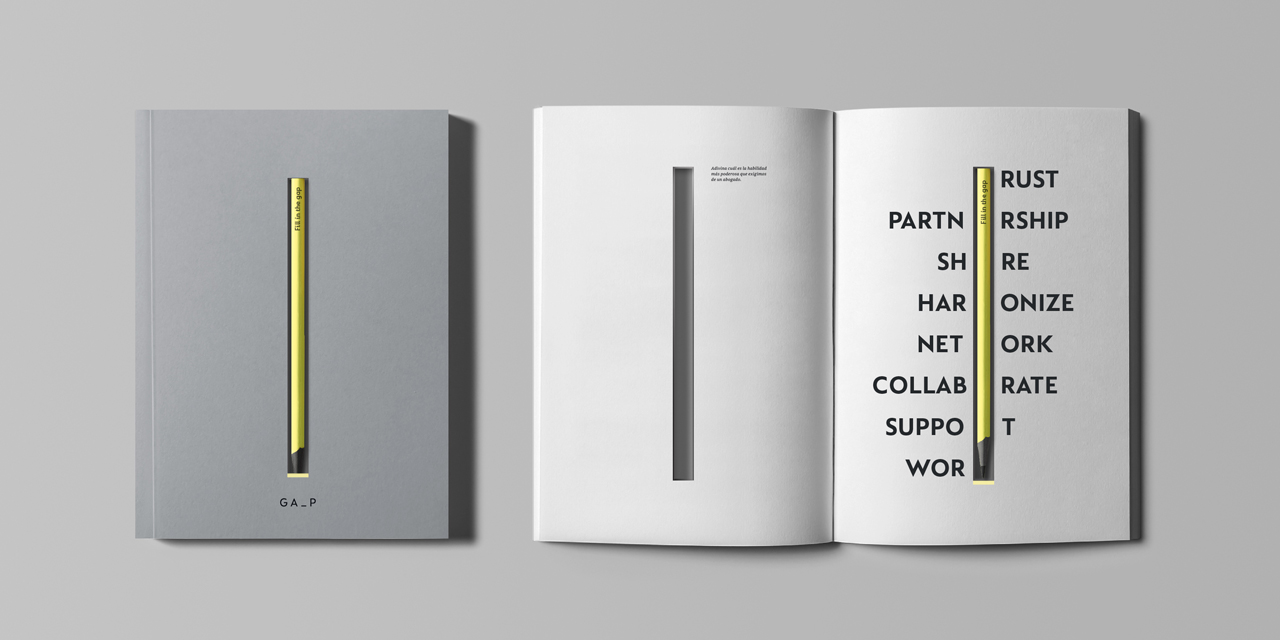 Fill in the gap
GA_P
Adivina cuál es la habilidad
más poderosa que exigimos
de un abogado.
Fill in the gap
RUST
PARTN RSHIP
SH RE
HAR ONIZE
NET ORK
COLLAB RATE
SUPPO T
WOR